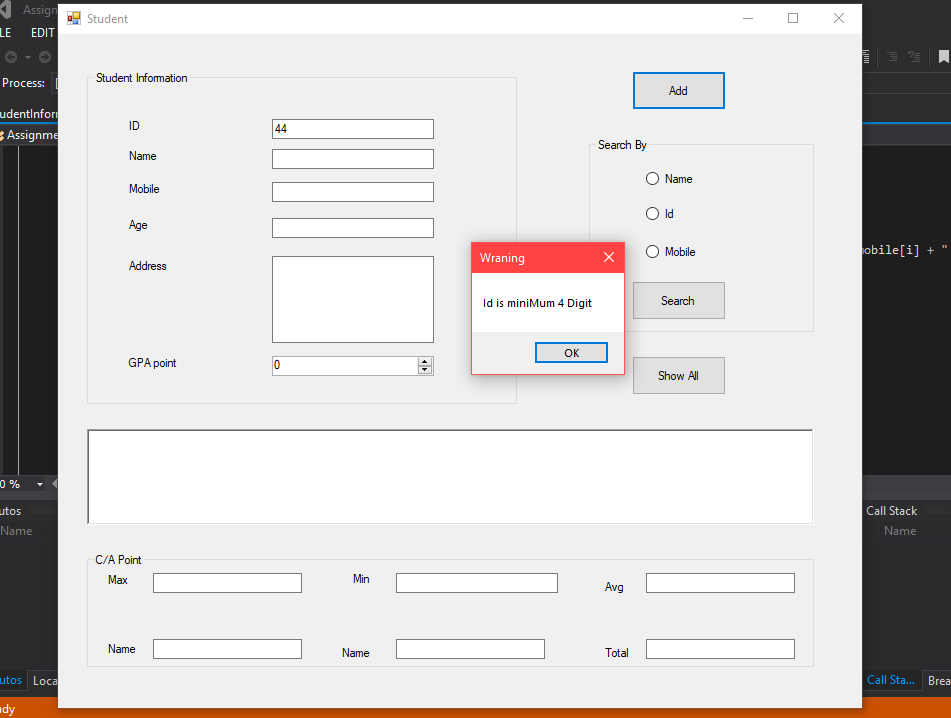 Assign
Student
LE EDIT
Process:
Student Information
Add
udentInform
ID 44
Assignme
Search By
Name
Name
Mobile
Id
Age
Mobile
mobile[i] + "
Wraning
Address
Id is miniMum 4 Digit
Search
OK
GPA point 0
Show All
0 %
utos
Call Stack
Name
Name
C/A Point
Max
Min
Avg
Name
Name
Total
utos Loca
Call Sta... Brea
dy